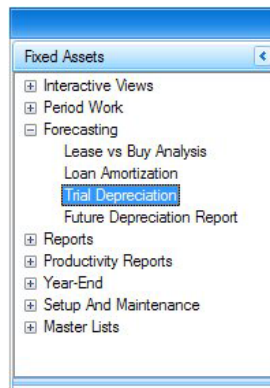 Fixed Assets
Interactive Views
Period Work
Forecasting
Lease vs Buy Analysis
Loan Amortization
Trial Depreciation
Future Depreciation Report
Reports
Productivity Reports
Year-End
Setup And Maintenance
Master Lists